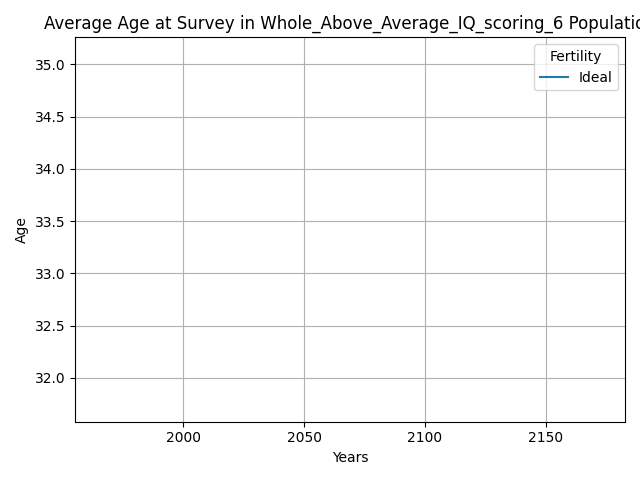 Average Age at Survey in Whole_Above_Average_IQ_scoring_6 Populatio
Fertility
Ideal
35.0
34.5
34.0
33.5
33.0
32.5
32.0
Age
2000 2050 2100 2150
Years